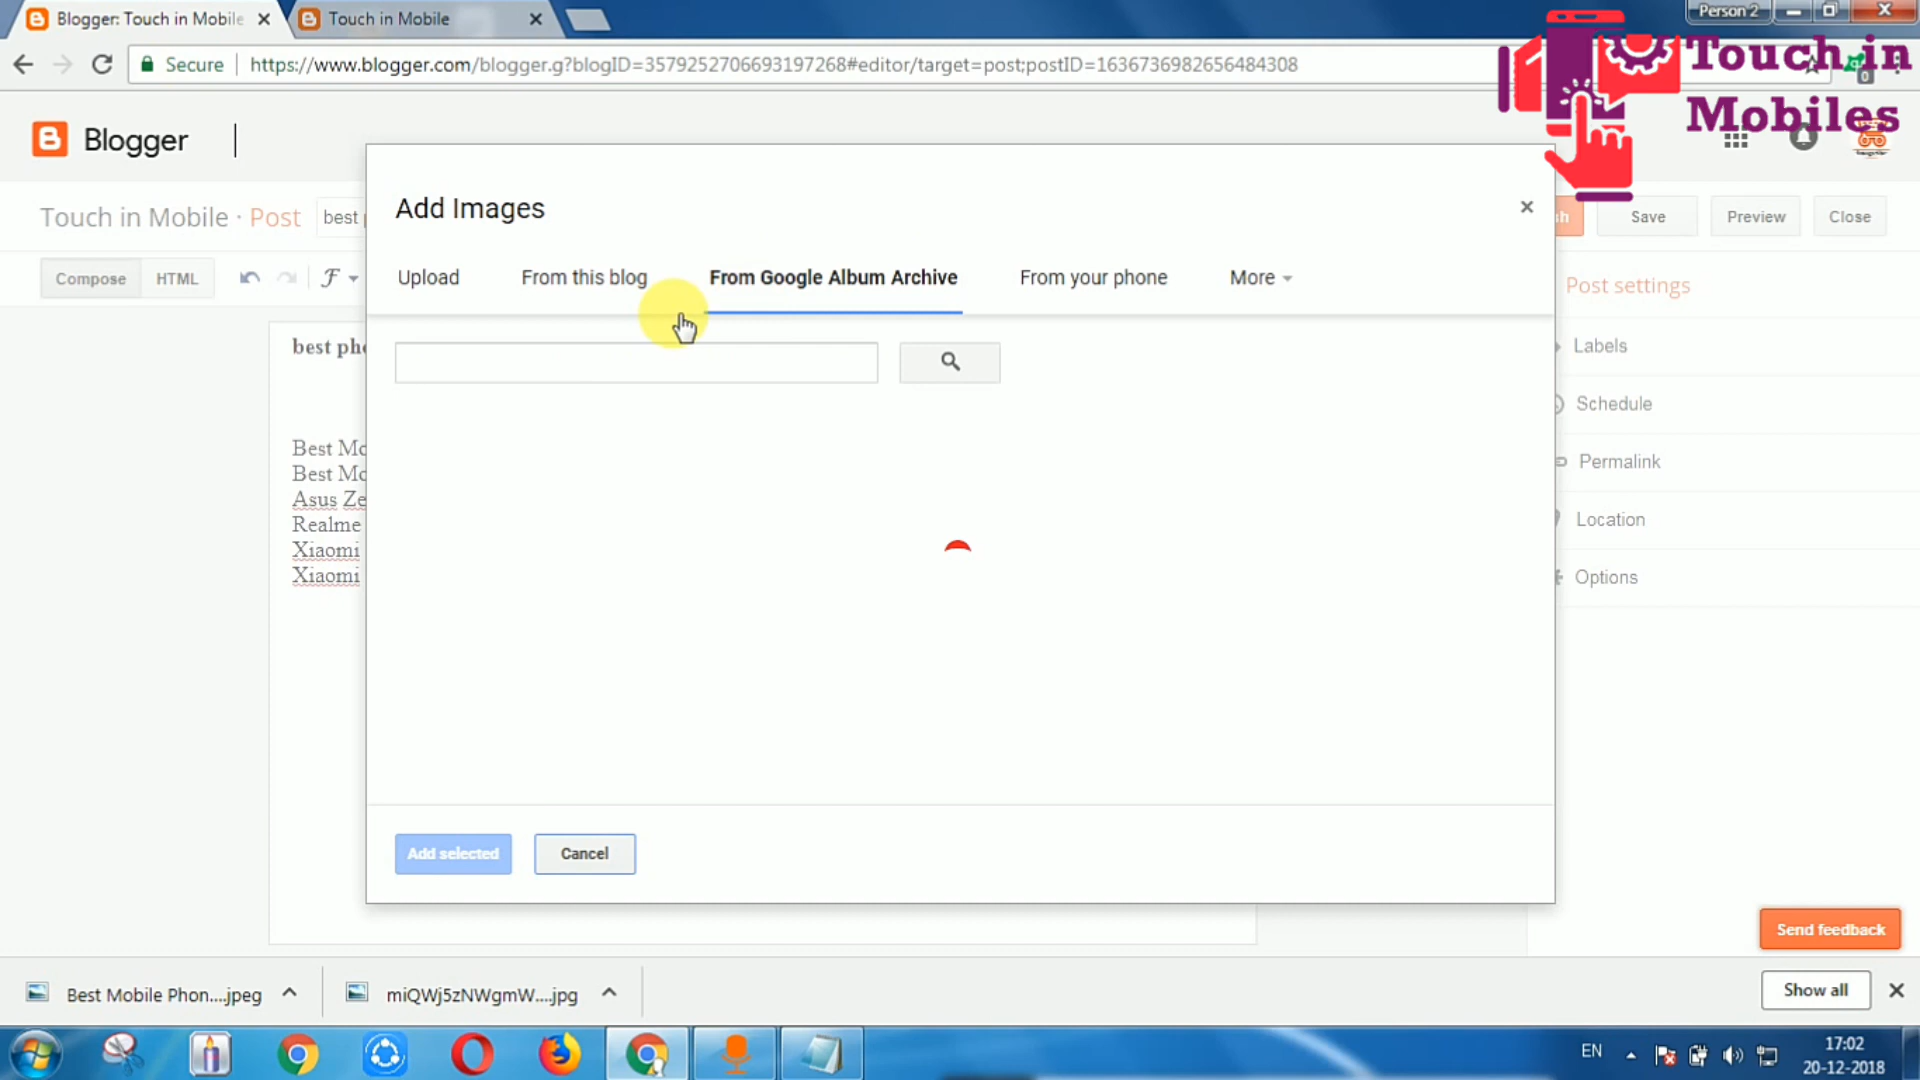 Blogger: Touch in Mobile
Touch in Mobile
Person 2
Secure
https://www.blogger.com/blogger.g?blogID=3579252706693197268#editor/target=post;postID=1636736982656484308
0
Touch in
Mobiles
Blogger
Touch in Mobile · Post
best
Save
Preview
Close
Compose
HTML
Add Images
Upload
From this blog
From Google Album Archive
From your phone
More
Post settings
Labels
Schedule
Permalink
Location
Options
best pho
Best Mo
Best Mo
Asus Ze
Realme
Xiaomi
Xiaomi
Add selected
Cancel
Send feedback
Best Mobile Phon....jpeg
miQWj5zNWgmW....jpg
Show all
EN
17:02
20-12-2018